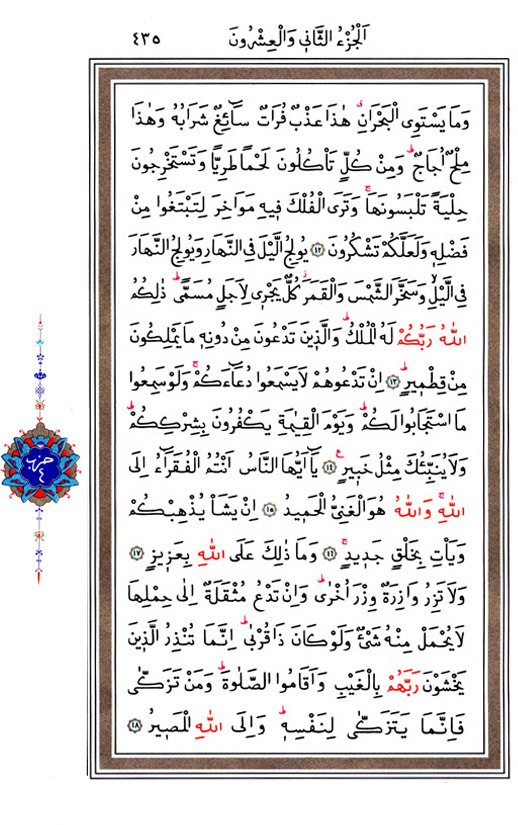 اَلْجُزْءُ الثَّانٖي وَالْعِشْرُونَ ٤٣٥
وَمَا يَسْتَوِي الْبَحْرَانِۗ هٰذَا عَذْبٌ فُرَاتٌ سَٓائِغٌ شَرَابُهُ وَهٰذَا
مِلْحٌ اُجَاجٌۜ وَمِنْ كُلٍّ تَأْكُلُونَ لَحْمًا طَرِيًّا وَتَسْتَخْرِجُونَ
حِلْيَةً تَلْبَسُونَهَاۚ وَتَرَى الْفُلْكَ فٖيهِ مَوَاخِرَ لِتَبْتَغُوا مِنْ
فَضْلِهٖ وَلَعَلَّكُمْ تَشْكُرُونَ ﴿١٢﴾ يُولِجُ الَّيْلَ فِي النَّهَارِ وَيُولِجُ النَّهَارَ
فِي الَّيْلِۙ وَسَخَّرَ الشَّمْسَ وَالْقَمَرَۘ كُلٌّ يَجْرٖي لِاَجَلٍ مُسَمًّىۜ ذٰلِكُمُ
اللّٰهُ رَبُّكُمْ لَهُ الْمُلْكُۜ وَالَّذٖينَ تَدْعُونَ مِنْ دُونِهٖ مَا يَمْلِكُونَ
مِنْ قِطْمٖيرٍۜ ﴿١٣﴾ اِنْ تَدْعُوهُمْ لَا يَسْمَعُوا دُعَٓاءَكُمْۚ وَلَوْ سَمِعُوا
مَا اسْتَجَابُوا لَكُمْۜ وَيَوْمَ الْقِيٰمَةِ يَكْفُرُونَ بِشِرْكِكُمْۜ
وَلَا يُنَبِّئُكَ مِثْلُ خَبٖيرٍۚ ﴿١٤﴾ يَٓا اَيُّهَا النَّاسُ اَنْتُمُ الْفُقَرَٓاءُ اِلَى
اللّٰهِۚ وَاللّٰهُ هُوَ الْغَنِيُّ الْحَمٖيدُ ﴿١٥﴾ اِنْ يَشَأْ يُذْهِبْكُمْ
وَيَأْتِ بِخَلْقٍ جَدٖيدٍۚ ﴿١٦﴾ وَمَا ذٰلِكَ عَلَى اللّٰهِ بِعَزٖيزٍ ﴿١٧﴾
وَلَا تَزِرُ وَازِرَةٌ وِزْرَ اُخْرٰىۜ وَاِنْ تَدْعُ مُثْقَلَةٌ اِلٰى حِمْلِهَا
لَا يُحْمَلْ مِنْهُ شَيْءٌ وَلَوْ كَانَ ذَا قُرْبٰىۜ اِنَّمَا تُنْذِرُ الَّذٖينَ
يَخْشَوْنَ رَبَّهُمْ بِالْغَيْبِ وَاَقَامُوا الصَّلٰوةَۜ وَمَنْ تَزَكّٰى
فَاِنَّمَا يَتَزَكّٰى لِنَفْسِهٖۜ وَاِلَى اللّٰهِ الْمَصٖيرُ ﴿١٨﴾
حزب
٤